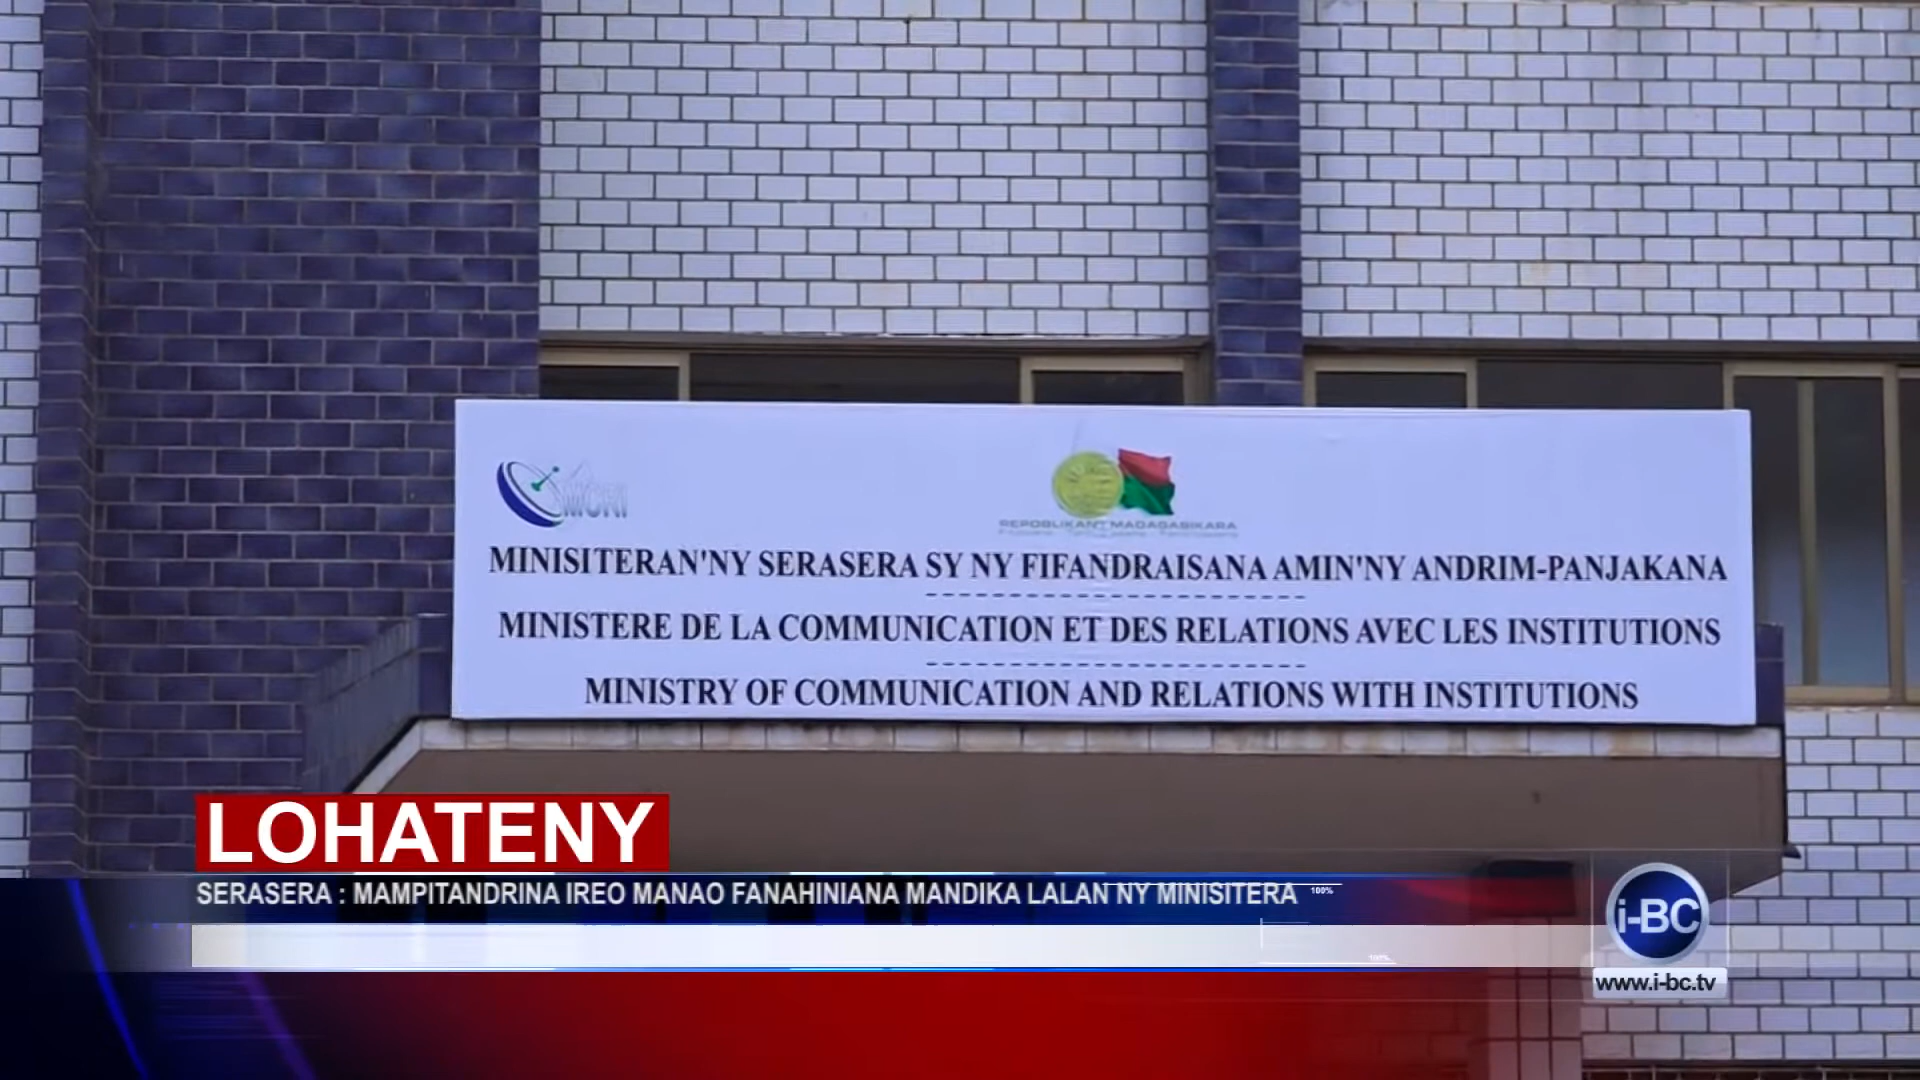 MCRI
REPOBLIKAN'I MADAGASIKARA
MINISITERAN'NY SERASERA SY NY FIFANDRAISANA AMIN'NY ANDRIM-PANJAKANA
MINISTERE DE LA COMMUNICATION ET DES RELATIONS AVEC LES INSTITUTIONS
MINISTRY OF COMMUNICATION AND RELATIONS WITH INSTITUTIONS
LOHATENY
SERASERA : MAMPITANDRINA IREO MANAO FANAHINIANA MANDIKA LALAN NY MINISITERA
100%
100%
i-BC
www.i-bc.tv